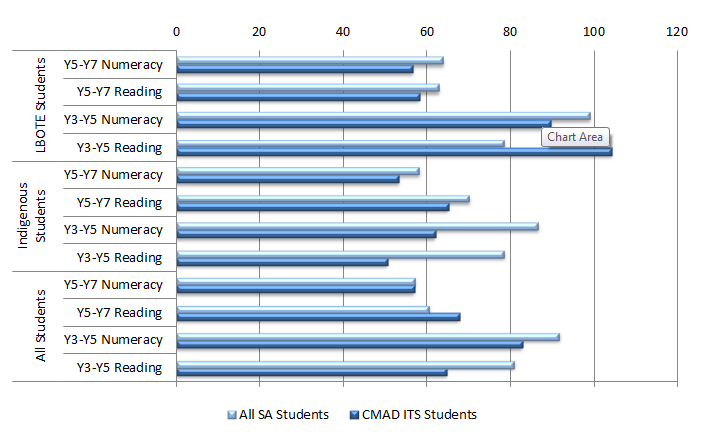 0 20 40 60 80 100 120
LBOTE Students
Y5-Y7 Numeracy
Y5-Y7 Reading
Y3-Y5 Numeracy
Chart Area
Y3-Y5 Reading
Indigenous
Students
Y5-Y7 Numeracy
Y5-Y7 Reading
Y3-Y5 Numeracy
Y3-Y5 Reading
All Students
Y5-Y7 Numeracy
Y5-Y7 Reading
Y3-Y5 Numeracy
Y3-Y5 Reading
All SA Students CMAD ITS Students